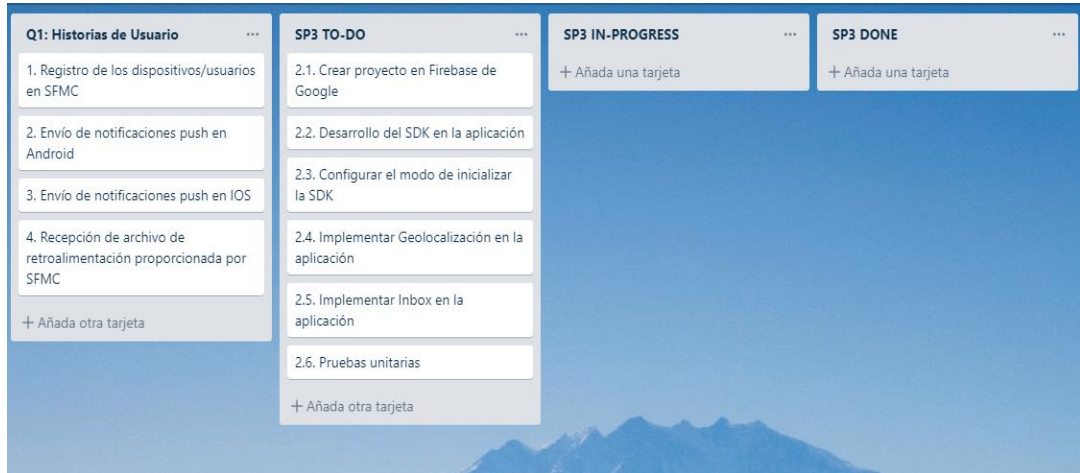 Q1: Historias de Usuario ...
1. Registro de los dispositivos/usuarios
en SFMC
2. Envío de notificaciones push en
Android
3. Envío de notificaciones push en IOS
4. Recepción de archivo de
retroalimentación proporcionada por
SFMC
+ Añada otra tarjeta
SP3 TO-DO ...
2.1. Crear proyecto en Firebase de
Google
2.2. Desarrollo del SDK en la aplicación
2.3. Configurar el modo de inicializar
la SDK
2.4. Implementar Geolocalización en la
aplicación
2.5. Implementar Inbox en la
aplicación
2.6. Pruebas unitarias
+ Añada otra tarjeta
SP3 IN-PROGRESS ...
+ Añada una tarjeta
SP3 DONE ...
+ Añada una tarjeta